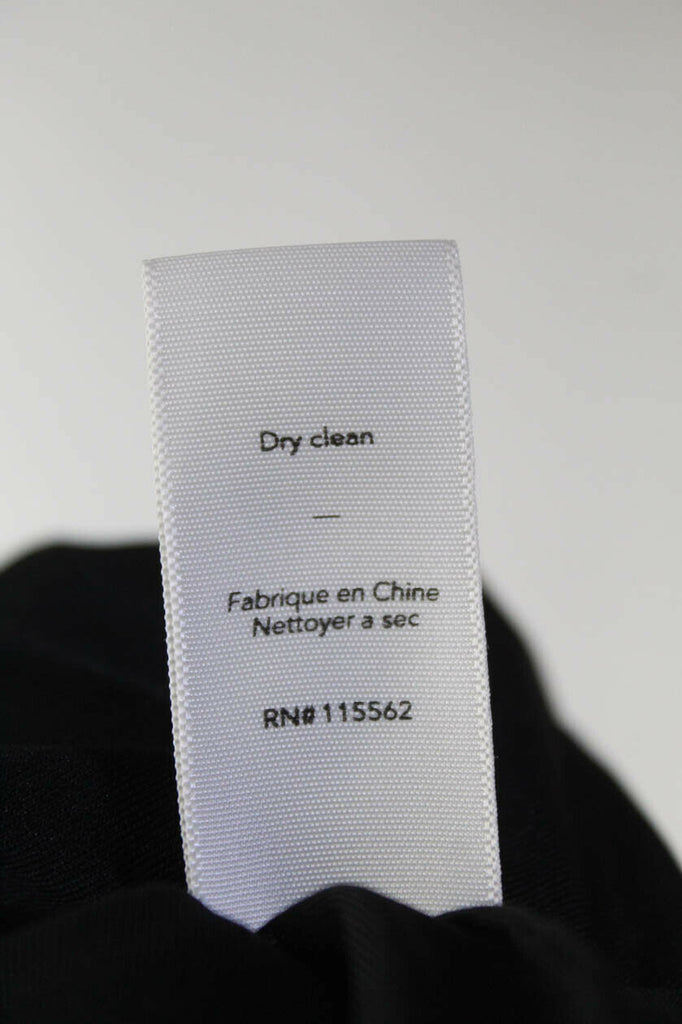 Dry clean
—
Fabrique en Chine
Nettoyer a sec
RN# 115562